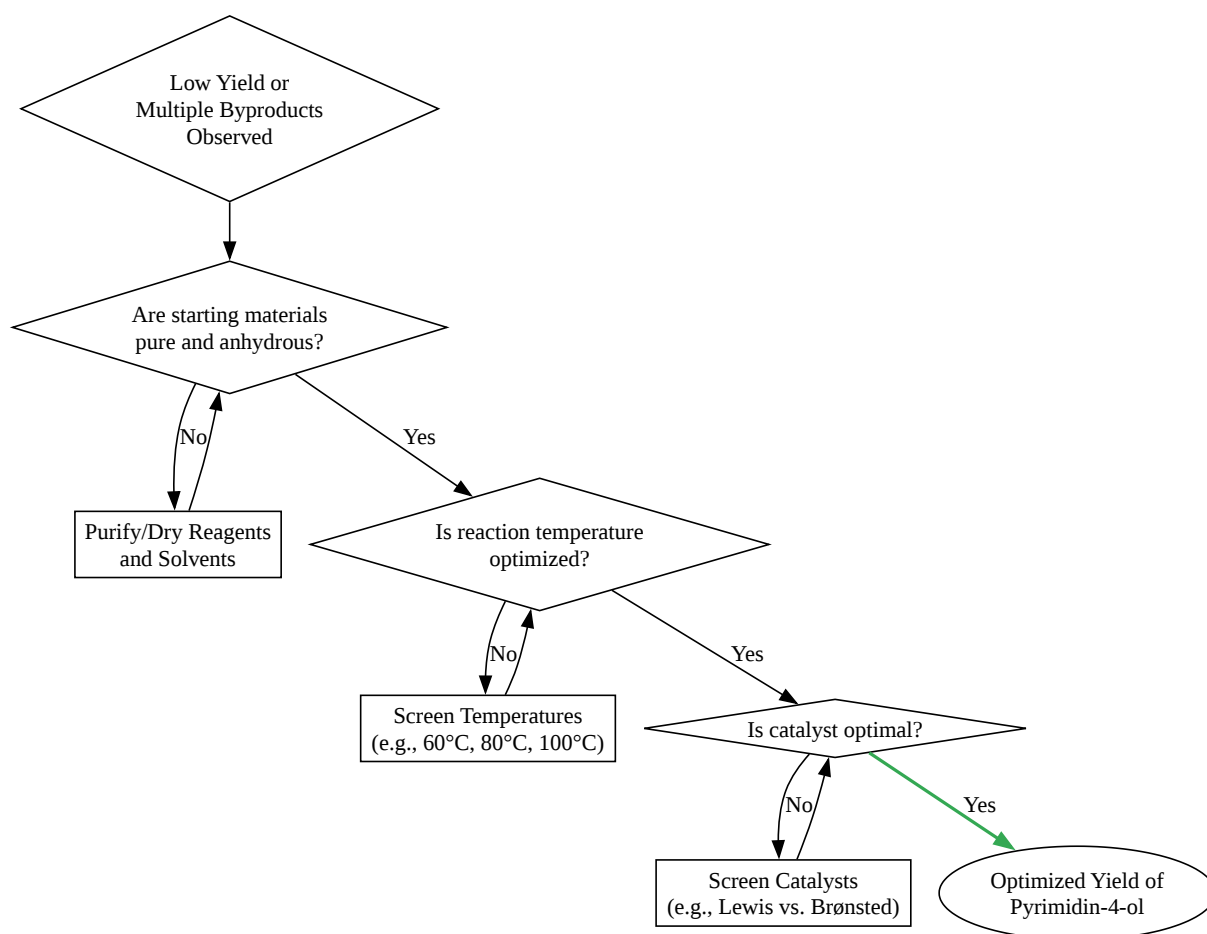 Low Yield or
Multiple Byproducts
Observed
Are starting materials
pure and anhydrous?
No
Yes
Purify/Dry Reagents
and Solvents
Is reaction temperature
optimized?
No
Yes
Screen Temperatures
(e.g., 60°C, 80°C, 100°C)
Is catalyst optimal?
No
Yes
Screen Catalysts
(e.g., Lewis vs. Brønsted)
Optimized Yield of
Pyrimidin-4-ol